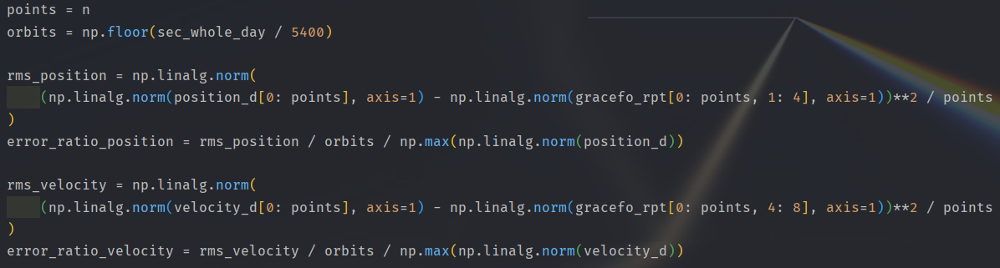 points = n
orbits = np.floor(sec_whole_day / 5400)
rms_position = np.linalg.norm(
(np.linalg.norm(position_d[0: points], axis=1) - np.linalg.norm(gracefo_rpt[0: points, 1: 4], axis=1))**2 / points
)
error_ratio_position = rms_position / orbits / np.max(np.linalg.norm(position_d))
rms_velocity = np.linalg.norm(
(np.linalg.norm(velocity_d[0: points], axis=1) - np.linalg.norm(gracefo_rpt[0: points, 4: 8], axis=1))**2 / points
)
error_ratio_velocity = rms_velocity / orbits / np.max(np.linalg.norm(velocity_d))